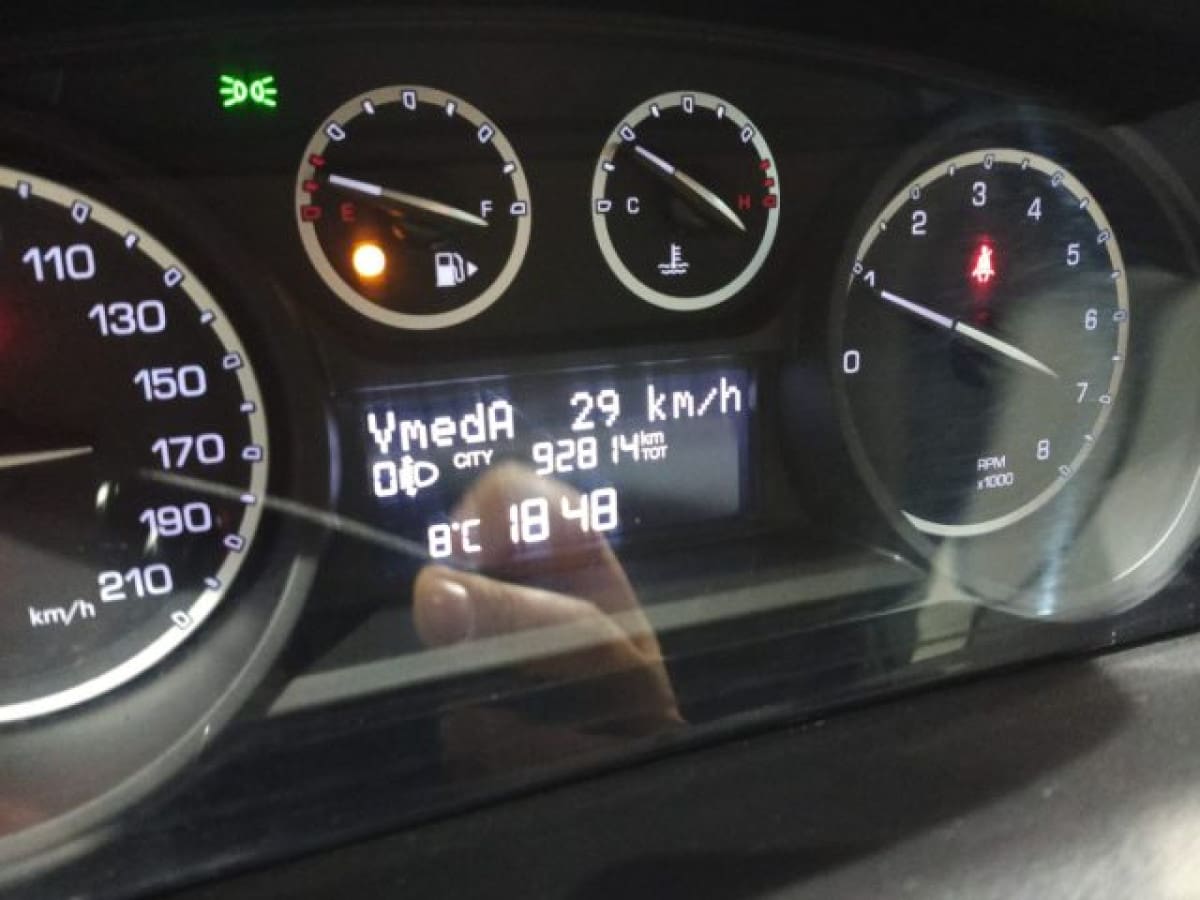 E F
C H
110
130
150
170
190
210
km/h
0 1 2 3 4 5 6 7 8
RPM
x1000
VmedA 29 km/h
0 CITY 92814 km TOT
8°C 18 48